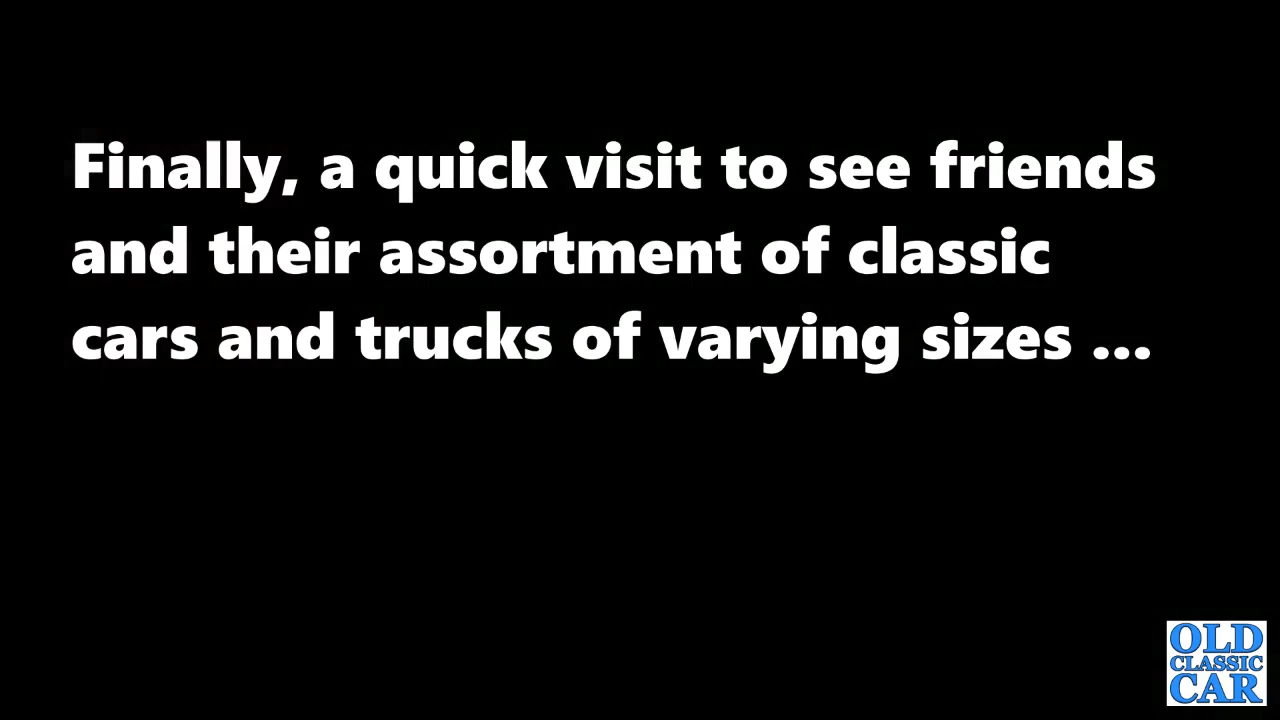 Finally, a quick visit to see friends
and their assortment of classic
cars and trucks of varying sizes ...
OLD
CLASSIC
CAR